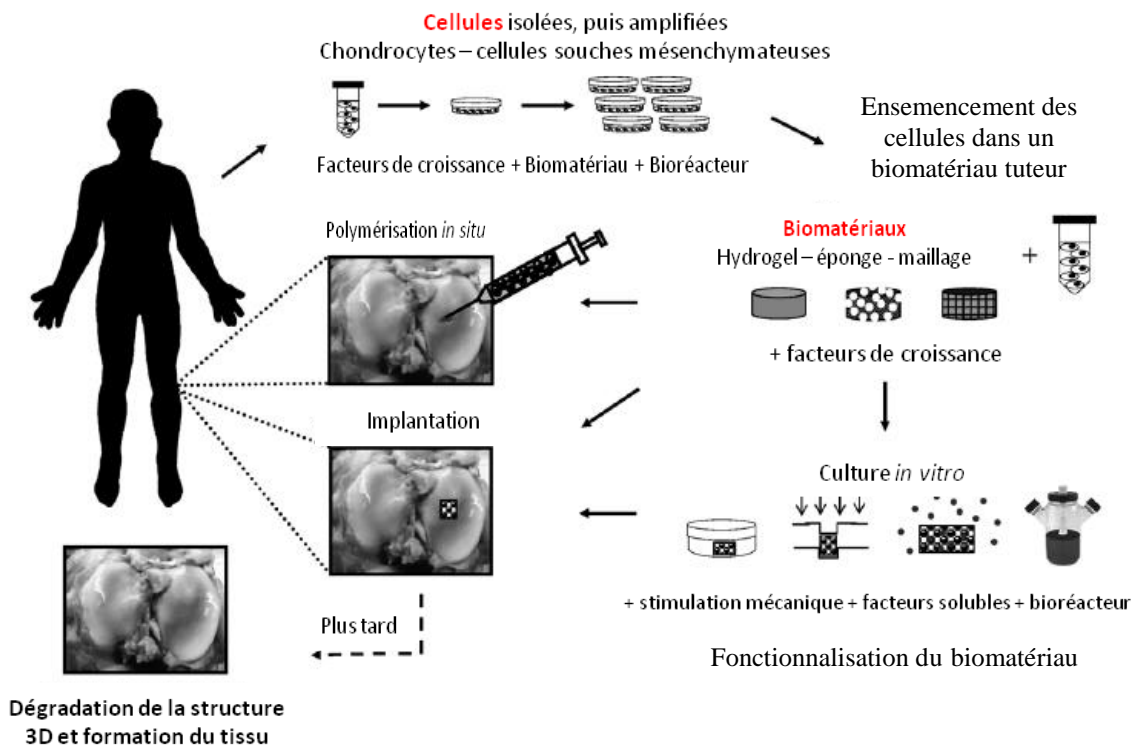 Cellules isolées, puis amplifiées
Chondrocytes – cellules souches mésenchymateuses
Facteurs de croissance + Biomatériau + Bioréacteur
Ensemencement des
cellules dans un
biomatériau tuteur
Polymérisation in situ
Biomatériaux
Hydrogel – éponge - maillage
+
+ facteurs de croissance
Implantation
Culture in vitro
+ stimulation mécanique + facteurs solubles + bioréacteur
Fonctionnalisation du biomatériau
Plus tard
Dégradation de la structure
3D et formation du tissu